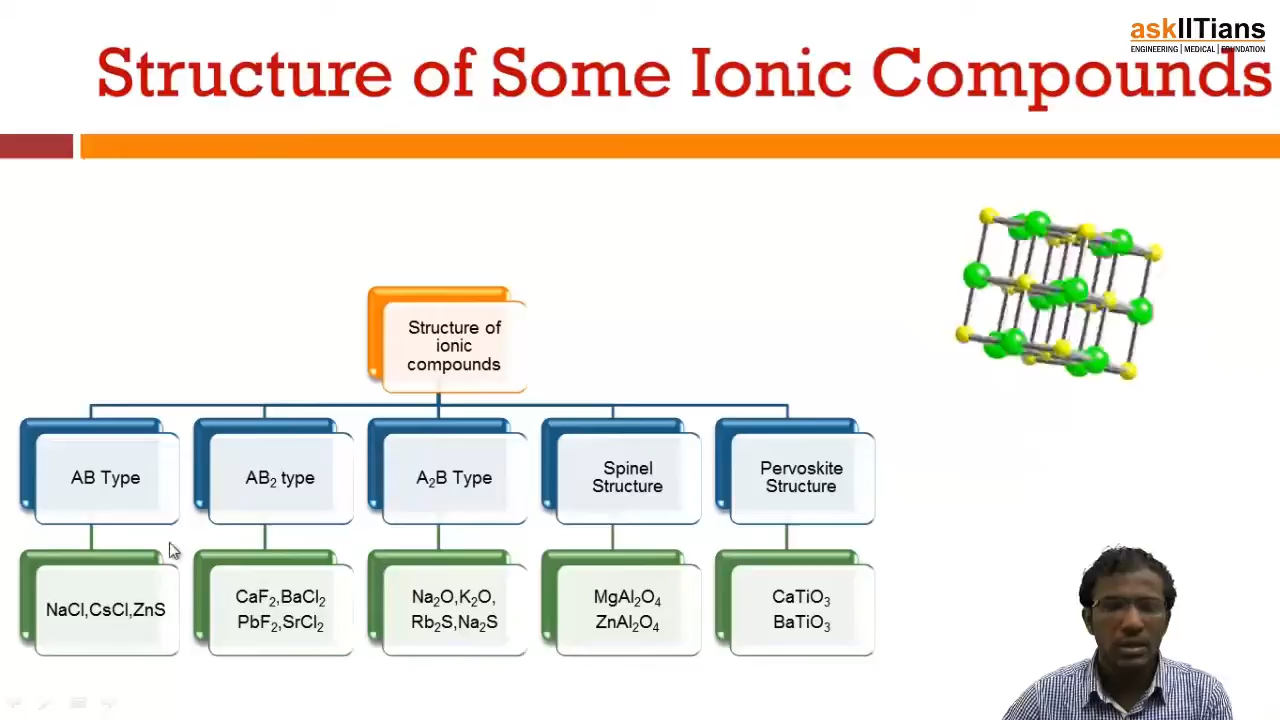 askIITians
ENGINEERING | MEDICAL | FOUNDATION
Structure of Some Ionic Compounds
Structure of
ionic
compounds
AB Type
AB₂ type
A₂B Type
Spinel
Structure
Pervoskite
Structure
NaCl,CsCl,ZnS
CaF₂,BaCl₂
PbF₂,SrCl₂
Na₂O,K₂O,
Rb₂S,Na₂S
MgAl₂O₄
ZnAl₂O₄
CaTiO₃
BaTiO₃